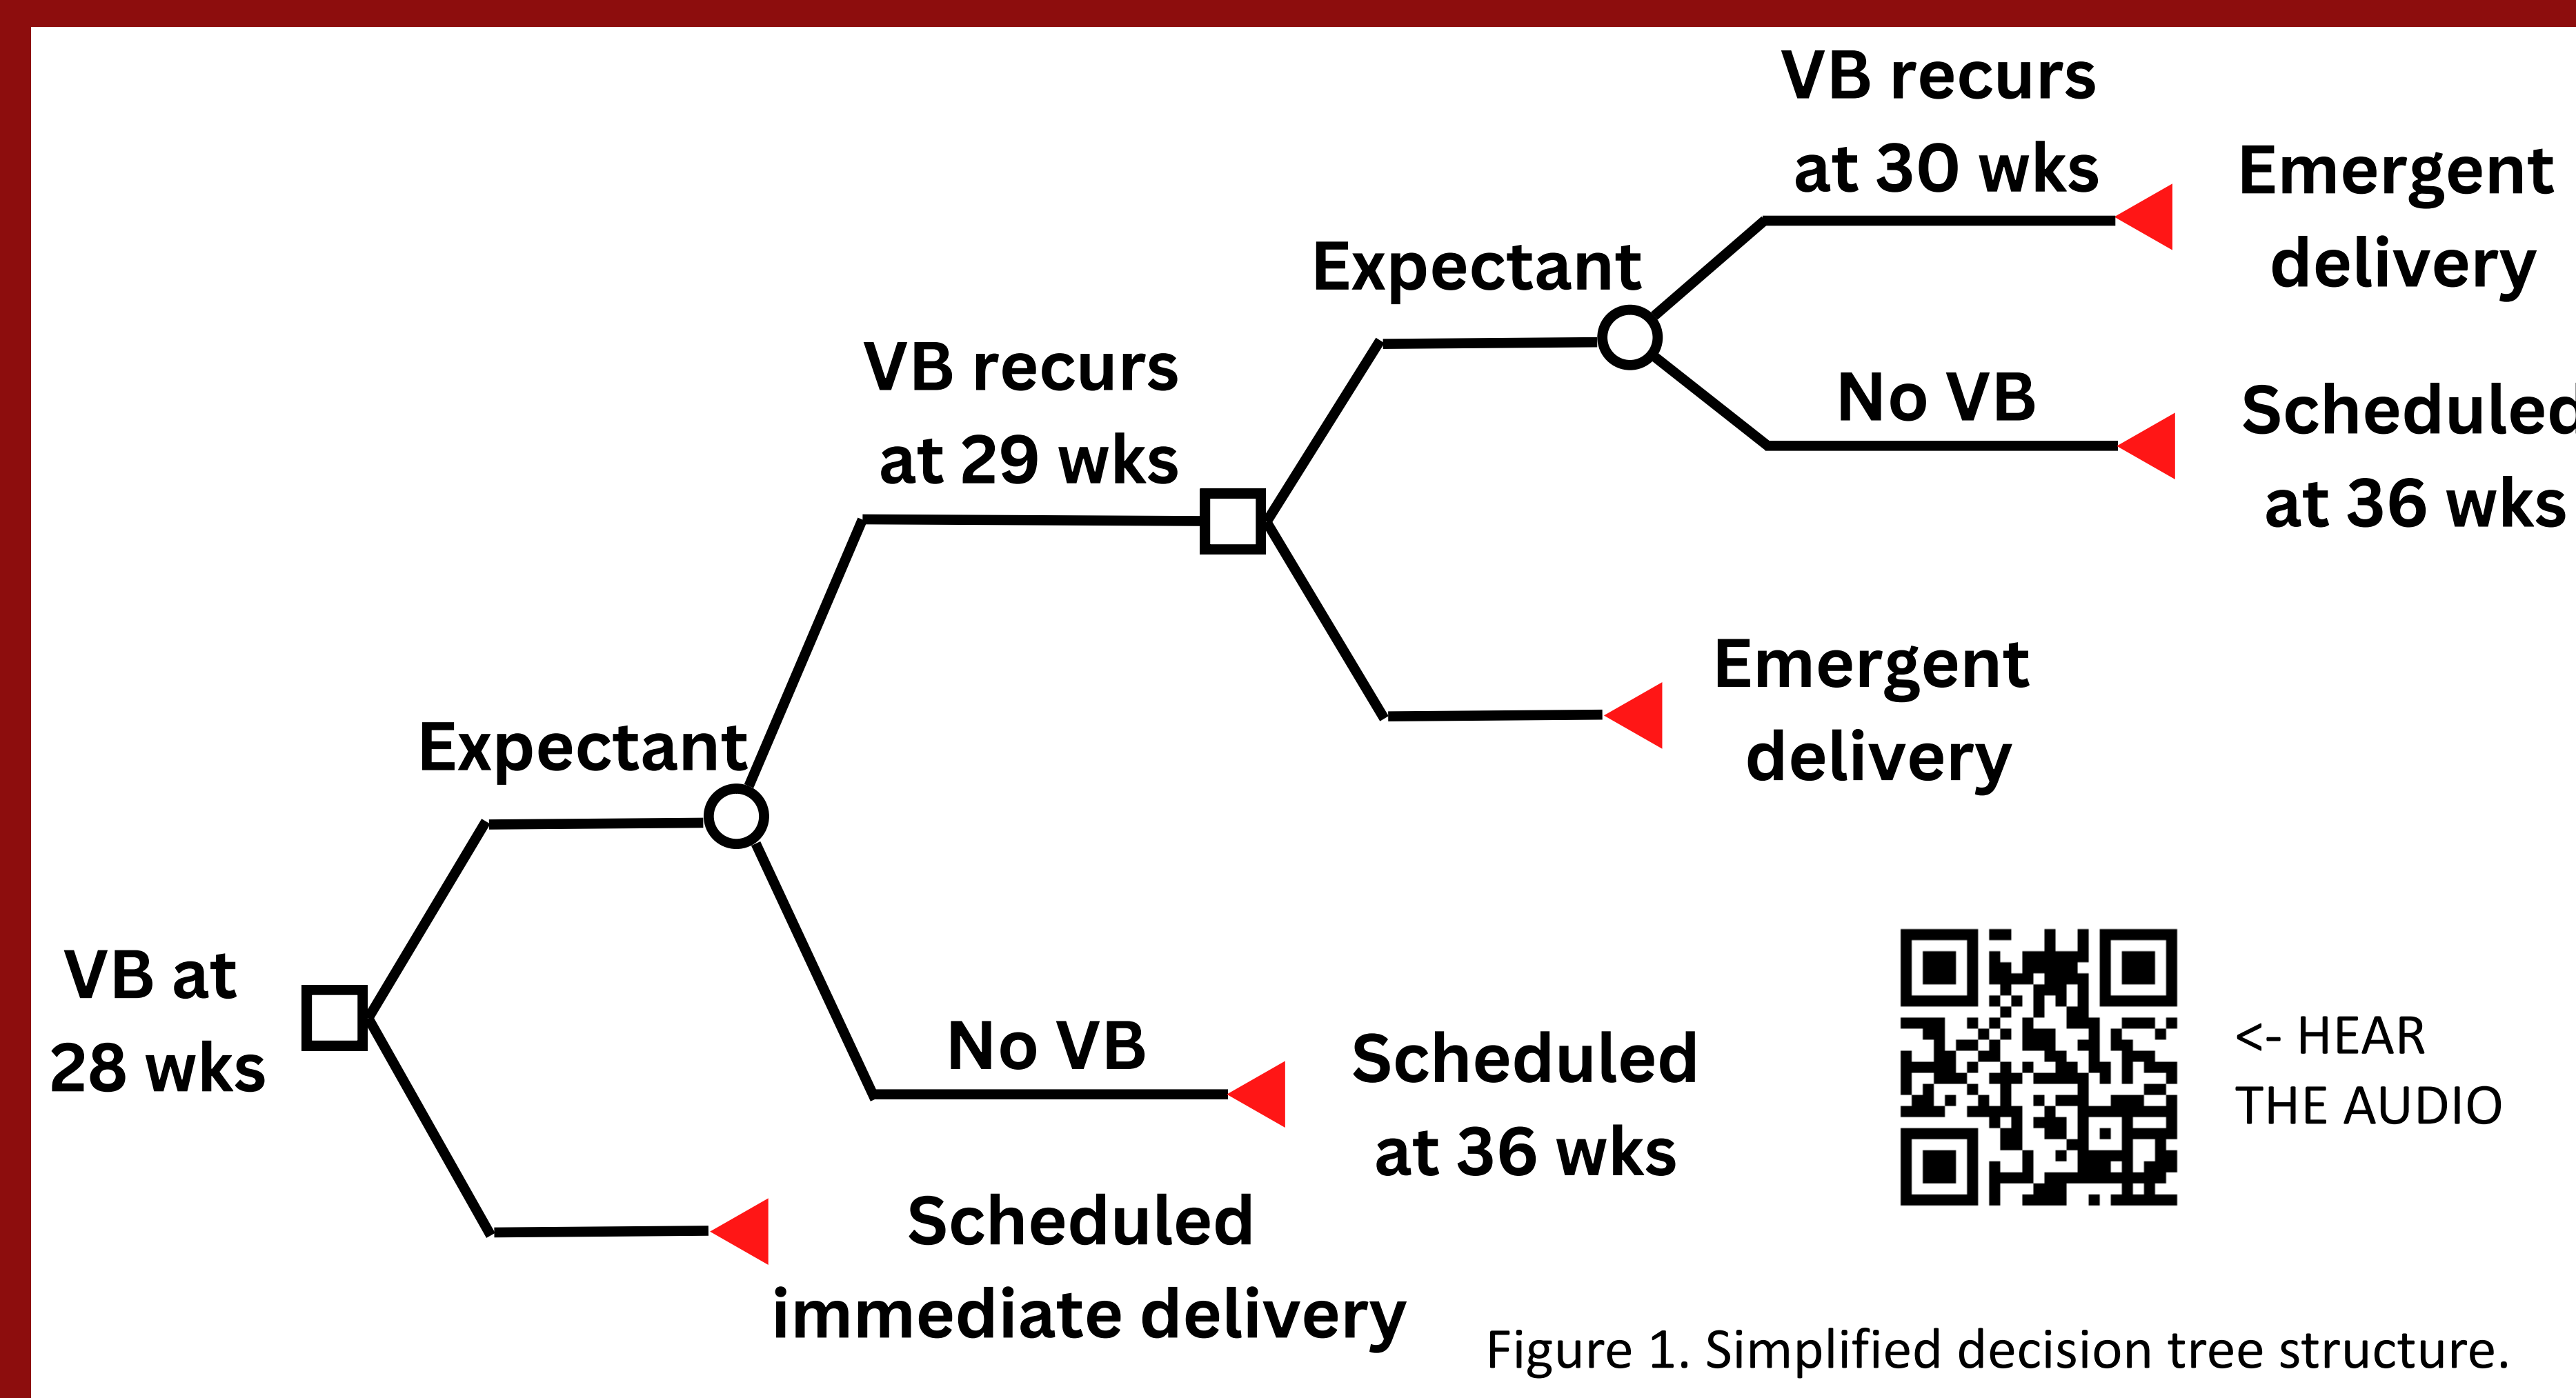 VB recurs
at 30 wks
Emergent
delivery
Expectant
No VB
Scheduled
at 36 wks
VB recurs
at 29 wks
Emergent
delivery
Expectant
VB at
28 wks
No VB
Scheduled
at 36 wks
Scheduled
immediate delivery
<- HEAR
THE AUDIO
Figure 1. Simplified decision tree structure.